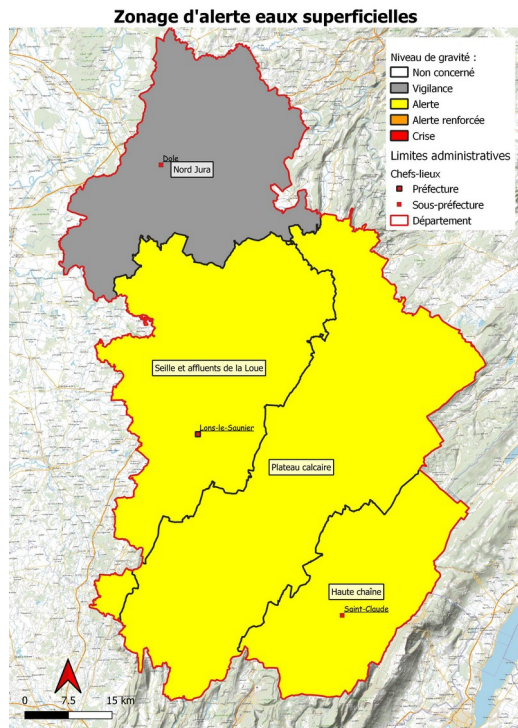 Zonage d'alerte eaux superficielles
Niveau de gravité :
Non concerné
Vigilance
Alerte
Alerte renforcée
Crise
Limites administratives
Chefs-lieux
Préfecture
Sous-préfecture
Département
Dole
Nord Jura
Seille et affluents de la Loue
Lons-le-Saunier
Plateau calcaire
Haute chaîne
Saint-Claude
0 7.5 15 km